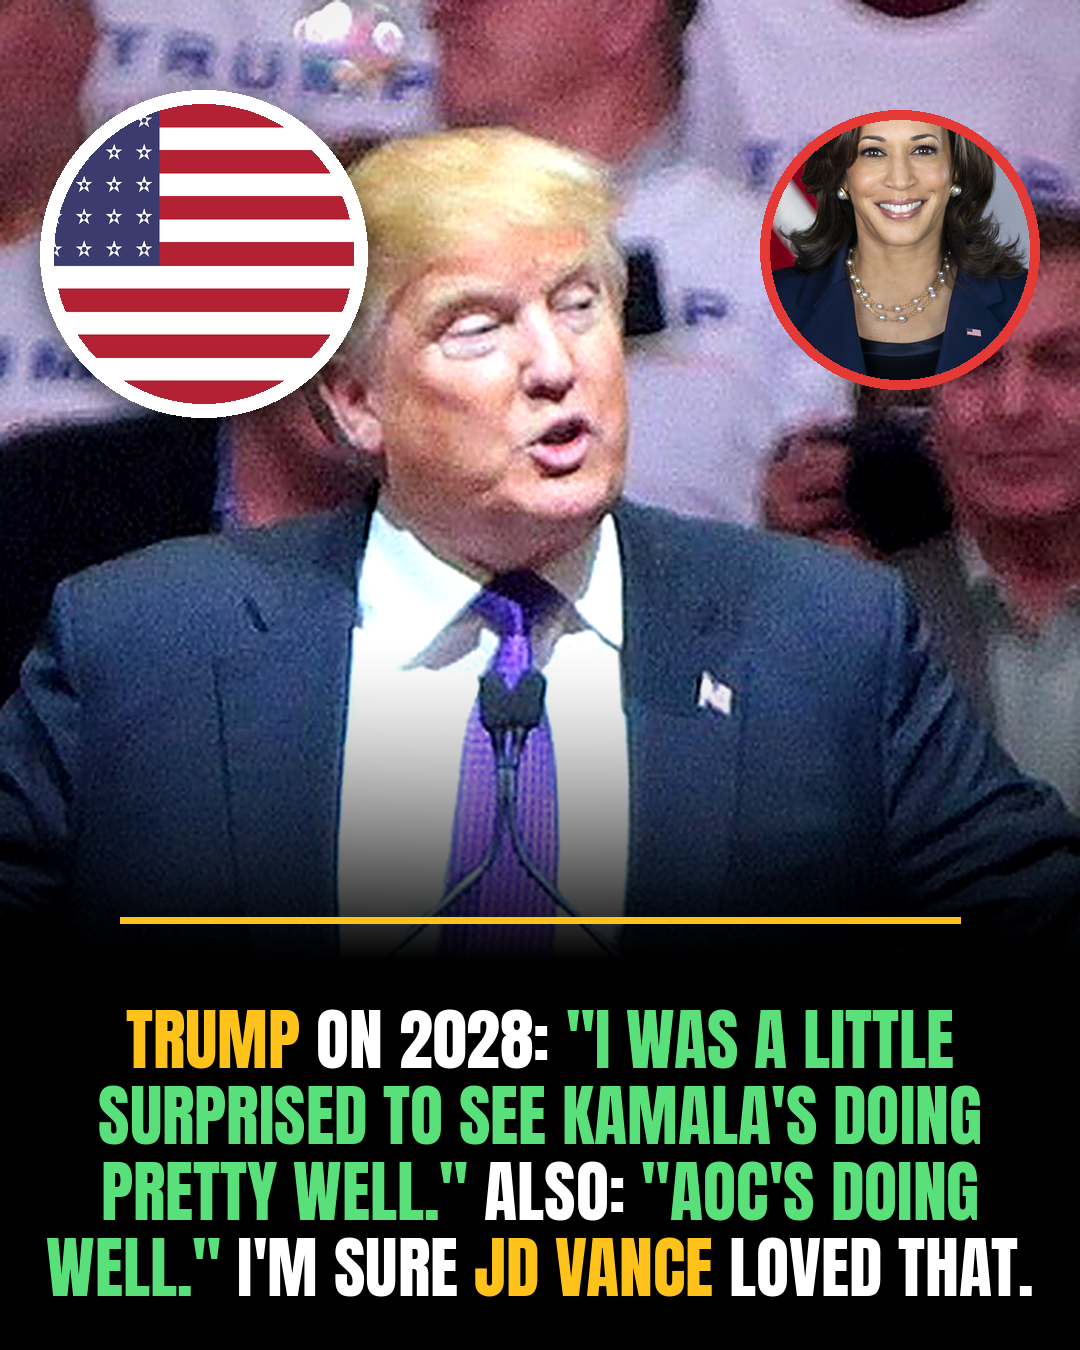 TRUMP
TRUMP ON 2028: "I WAS A LITTLE
SURPRISED TO SEE KAMALA'S DOING
PRETTY WELL." ALSO: "AOC'S DOING
WELL." I'M SURE JD VANCE LOVED THAT.